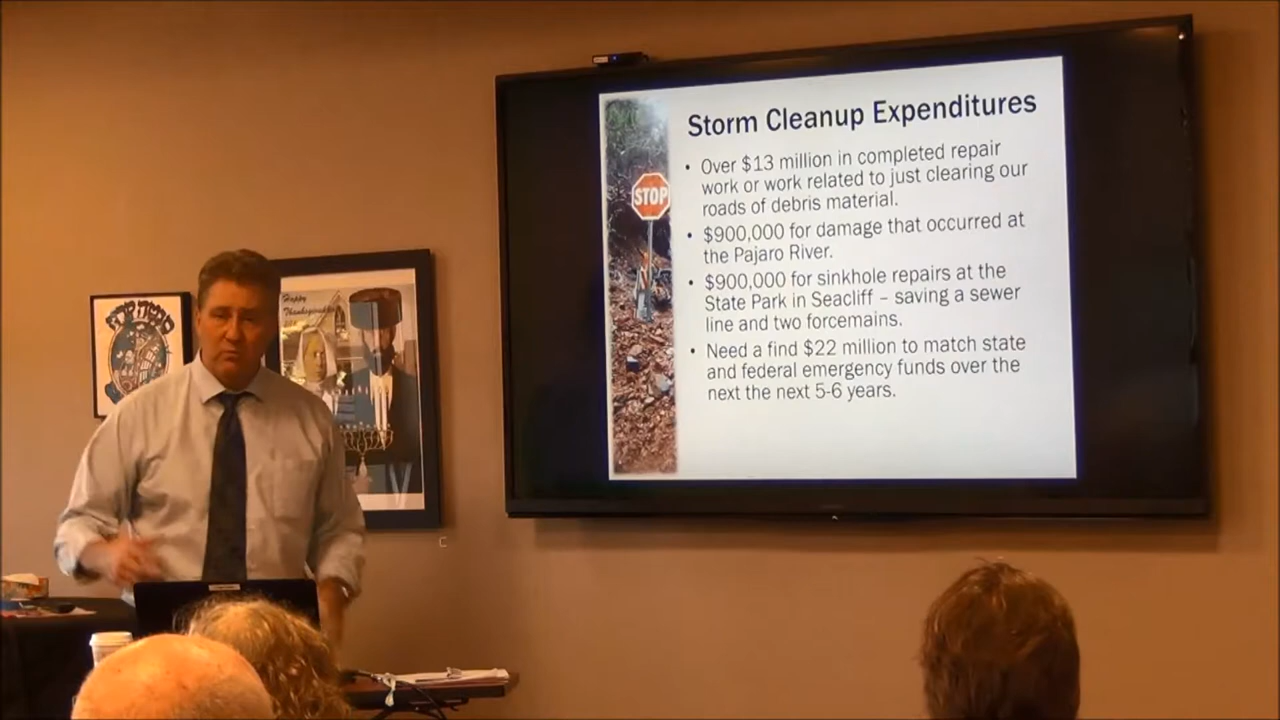 Storm Cleanup Expenditures
• Over $13 million in completed repair
work or work related to just clearing our
roads of debris material.
• $900,000 for damage that occurred at
the Pajaro River.
• $900,000 for sinkhole repairs at the
State Park in Seacliff – saving a sewer
line and two forcemains.
• Need a find $22 million to match state
and federal emergency funds over the
next the next 5-6 years.
STOP
Happy